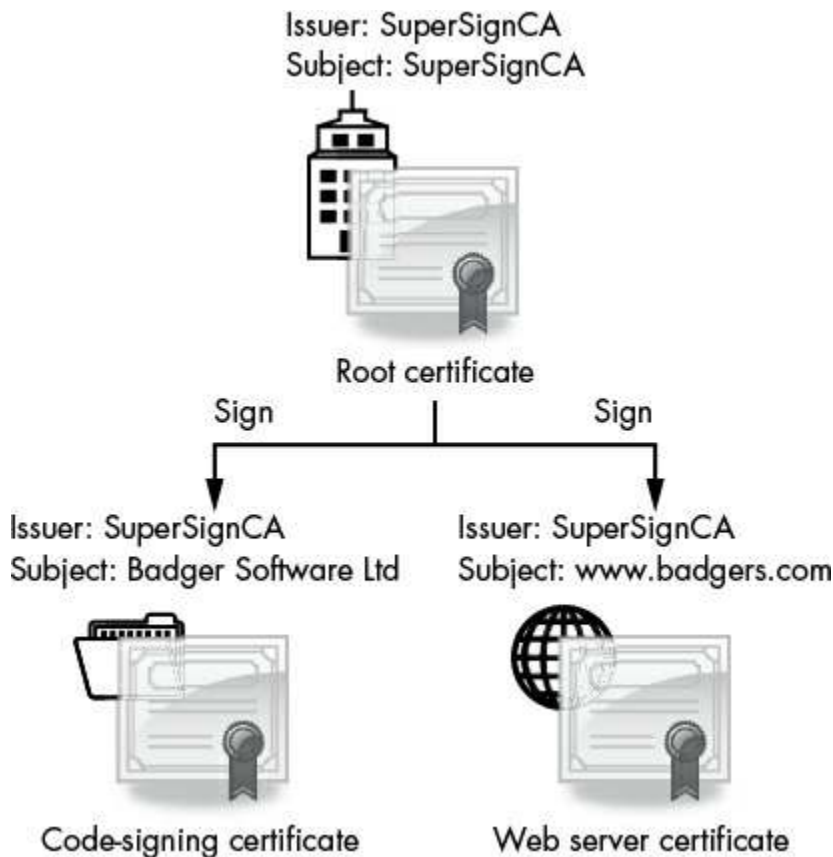 Issuer: SuperSignCA
Subject: SuperSignCA
Root certificate
Sign
Sign
Issuer: SuperSignCA
Subject: Badger Software Ltd
Code-signing certificate
Issuer: SuperSignCA
Subject: www.badgers.com
Web server certificate